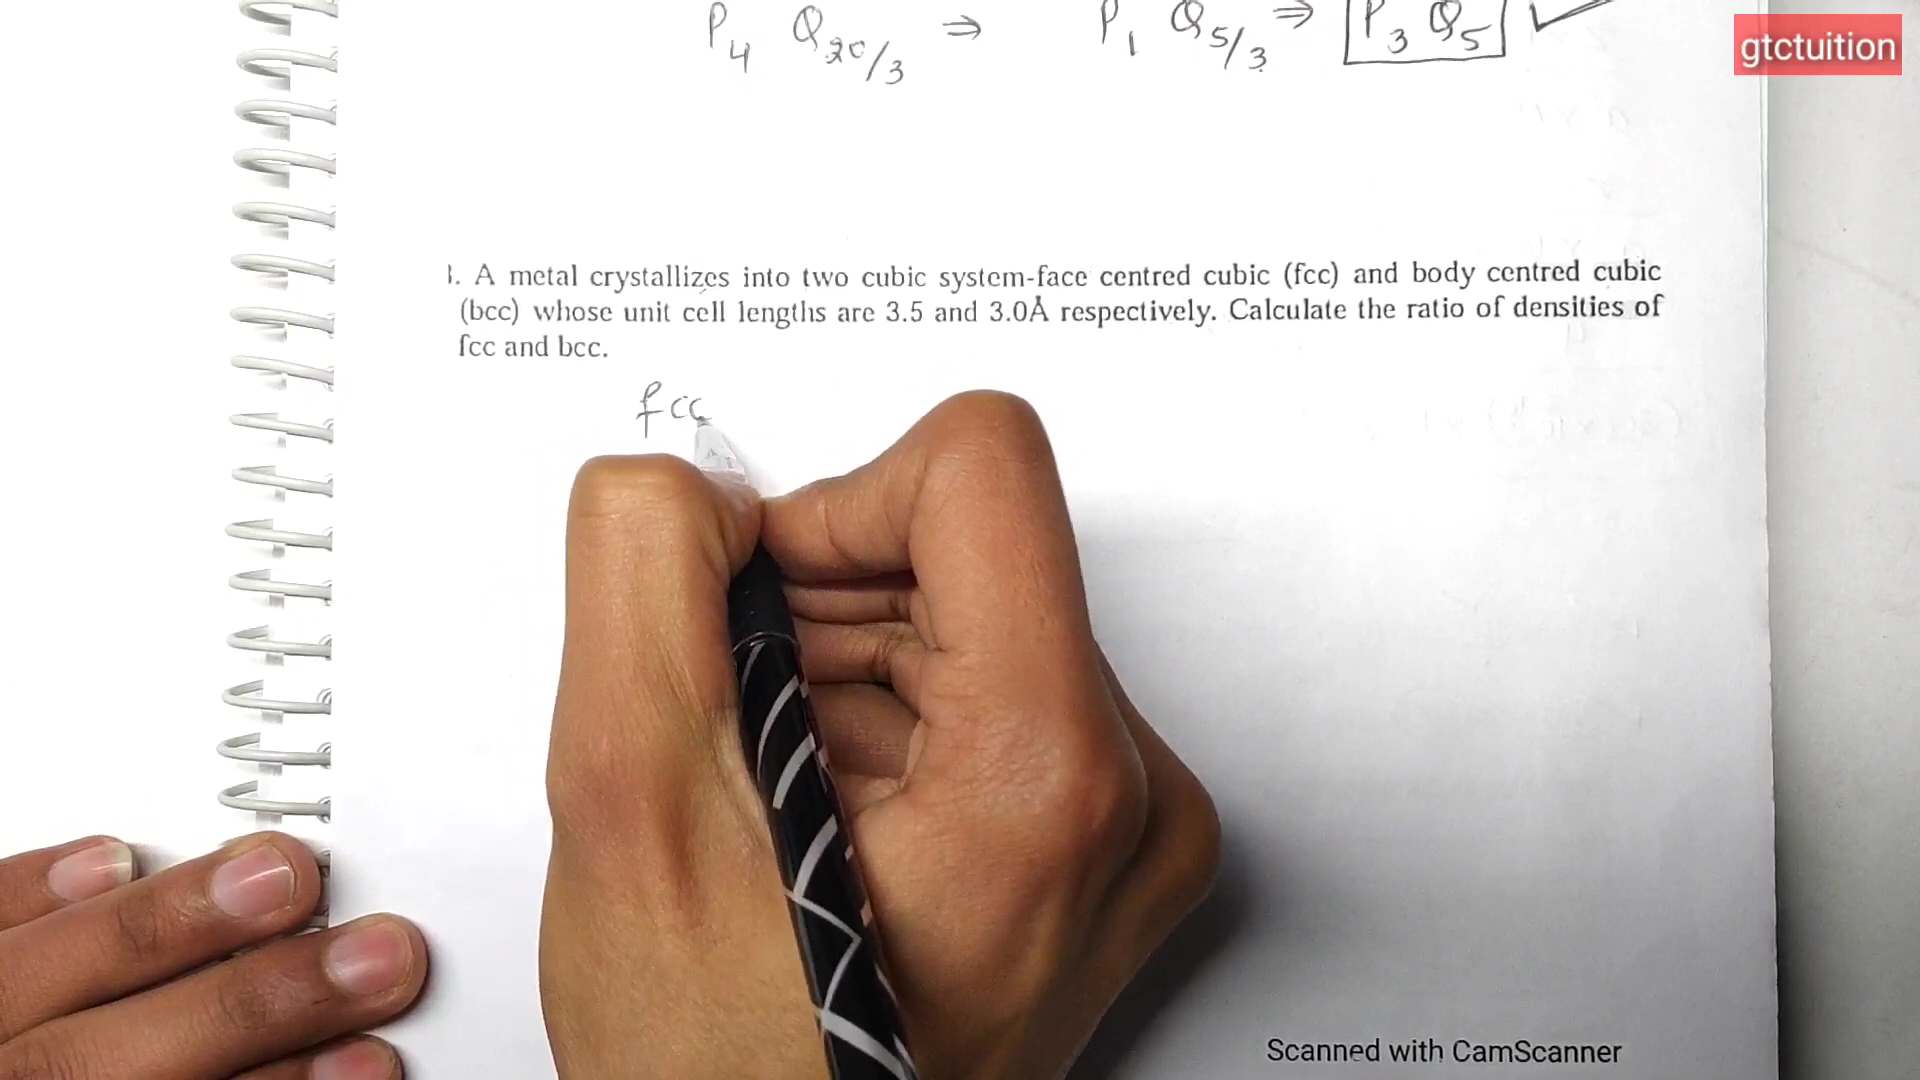 P4 Q20/3 ⇒ P1 Q5/3 ⇒ P3 Q5
gtctuition
. A metal crystallizes into two cubic system-face centred cubic (fcc) and body centred cubic
(bcc) whose unit cell lengths are 3.5 and 3.0Å respectively. Calculate the ratio of densities of
fcc and bcc.
fcc
Scanned with CamScanner